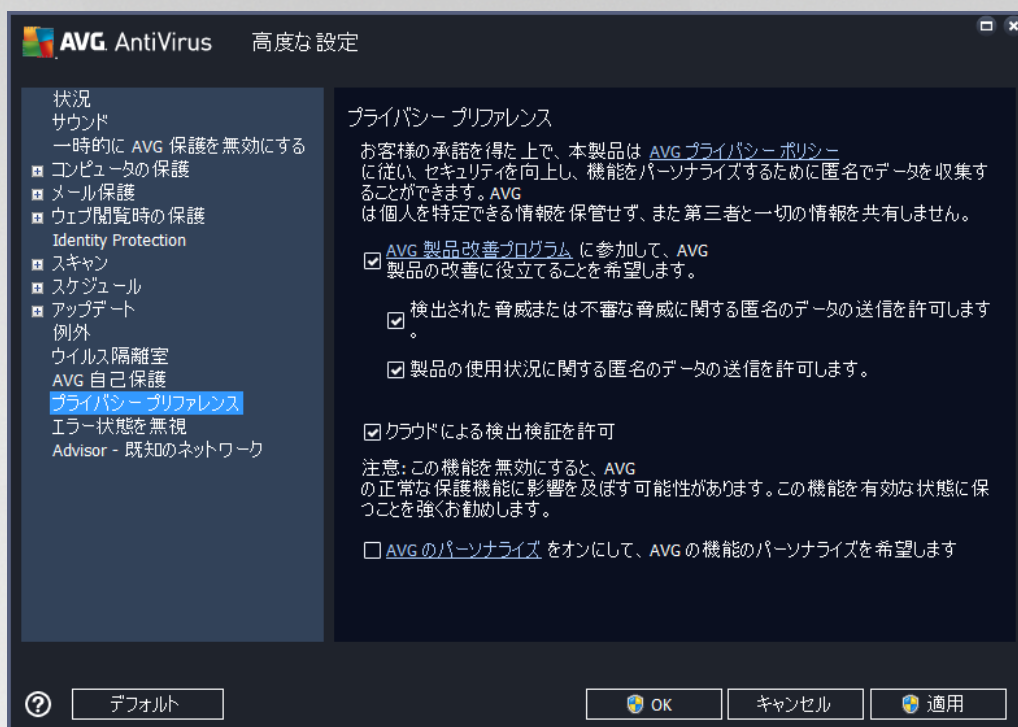 AVG. AntiVirus 高度な設定
状況
サウンド
一時的に AVG 保護を無効にする
コンピュータの保護
メール保護
ウェブ閲覧時の保護
Identity Protection
スキャン
スケジュール
アップデート
例外
ウイルス隔離室
AVG 自己保護
プライバシー プリファレンス
エラー状態を無視
Advisor - 既知のネットワーク
プライバシー プリファレンス
お客様の承諾を得た上で、本製品は AVG プライバシー ポリシー
に従い、セキュリティを向上し、機能をパーソナライズするために匿名でデータを収集す
ることができます。AVG
は個人を特定できる情報を保管せず、また第三者と一切の情報を共有しません。
AVG 製品改善プログラム に参加して、AVG
製品の改善に役立てることを希望します。
検出された脅威または不審な脅威に関する匿名のデータの送信を許可します
。
製品の使用状況に関する匿名のデータの送信を許可します。
クラウドによる検出検証を許可
注意: この機能を無効にすると、AVG
の正常な保護機能に影響を及ぼす可能性があります。この機能を有効な状態に保
つことを強くお勧めします。
AVG のパーソナライズ をオンにして、AVG の機能のパーソナライズを希望します
デフォルト
OK
キャンセル
適用